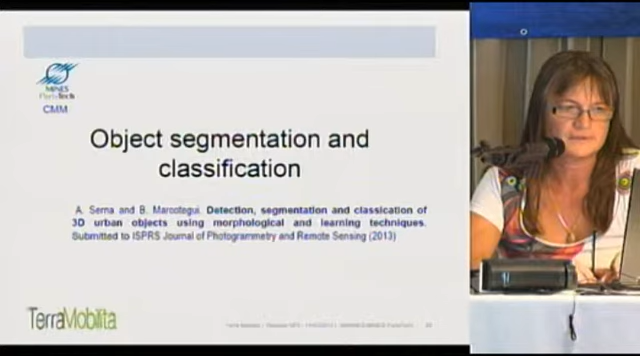 MINES
ParisTech
CMM
Object segmentation and
classification
A. Serna and B. Marcotegui. Detection, segmentation and classication of
3D urban objects using morphological and learning techniques.
Submitted to ISPRS Journal of Photogrammetry and Remote Sensing (2013)
TerraMobilita